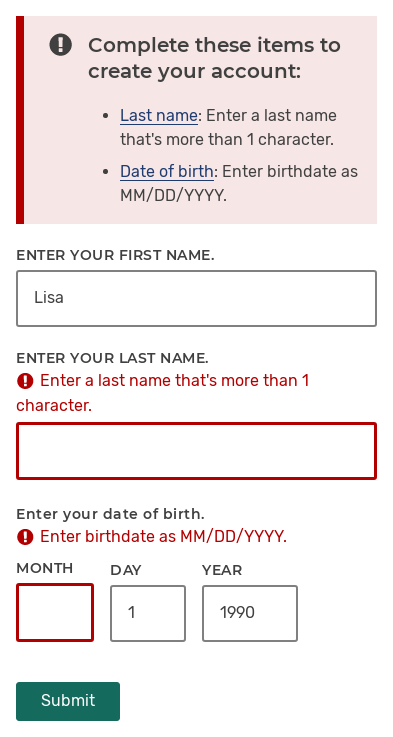 Complete these items to
create your account:
Last name: Enter a last name
that's more than 1 character.
Date of birth: Enter birthdate as
MM/DD/YYYY.
ENTER YOUR FIRST NAME.
Lisa
ENTER YOUR LAST NAME.
Enter a last name that's more than 1
character.
Enter your date of birth.
Enter birthdate as MM/DD/YYYY.
MONTH DAY YEAR
1 1990
Submit